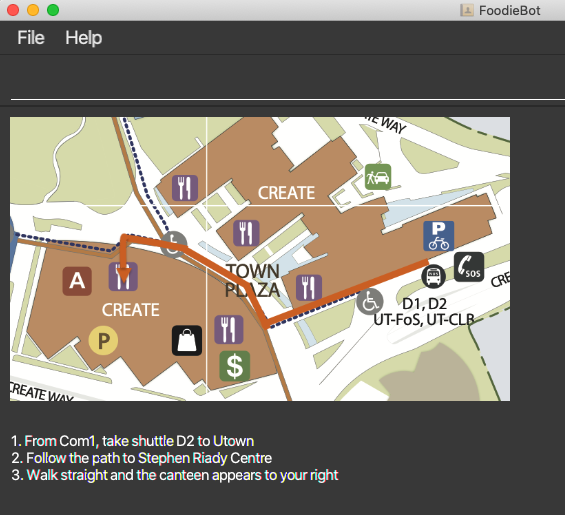 FoodieBot
File Help
E WAY
CREATE
P
SOS
TOWN
PLAZA
A
CREATE
CRE
D1, D2
UT-FoS, UT-CLB
P
$
CREATE WAY
1. From Com1, take shuttle D2 to Utown
2. Follow the path to Stephen Riady Centre
3. Walk straight and the canteen appears to your right